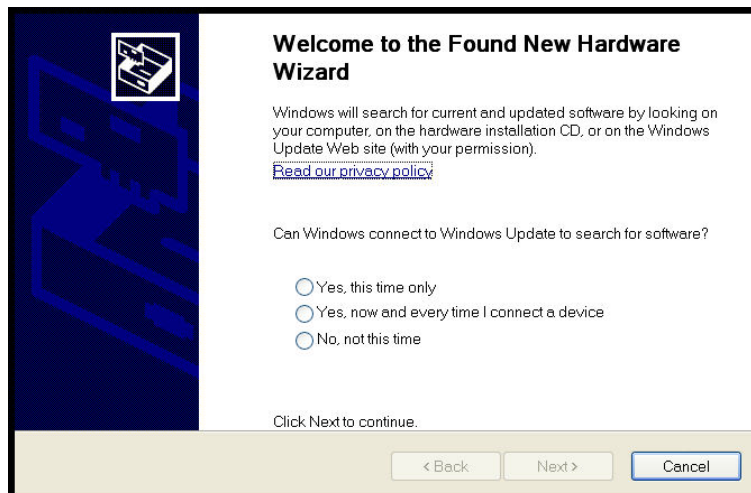 Welcome to the Found New Hardware
Wizard
Windows will search for current and updated software by looking on
your computer, on the hardware installation CD, or on the Windows
Update Web site (with your permission).
Read our privacy policy
Can Windows connect to Windows Update to search for software?
Yes, this time only
Yes, now and every time I connect a device
No, not this time
Click Next to continue.
< Back Next > Cancel